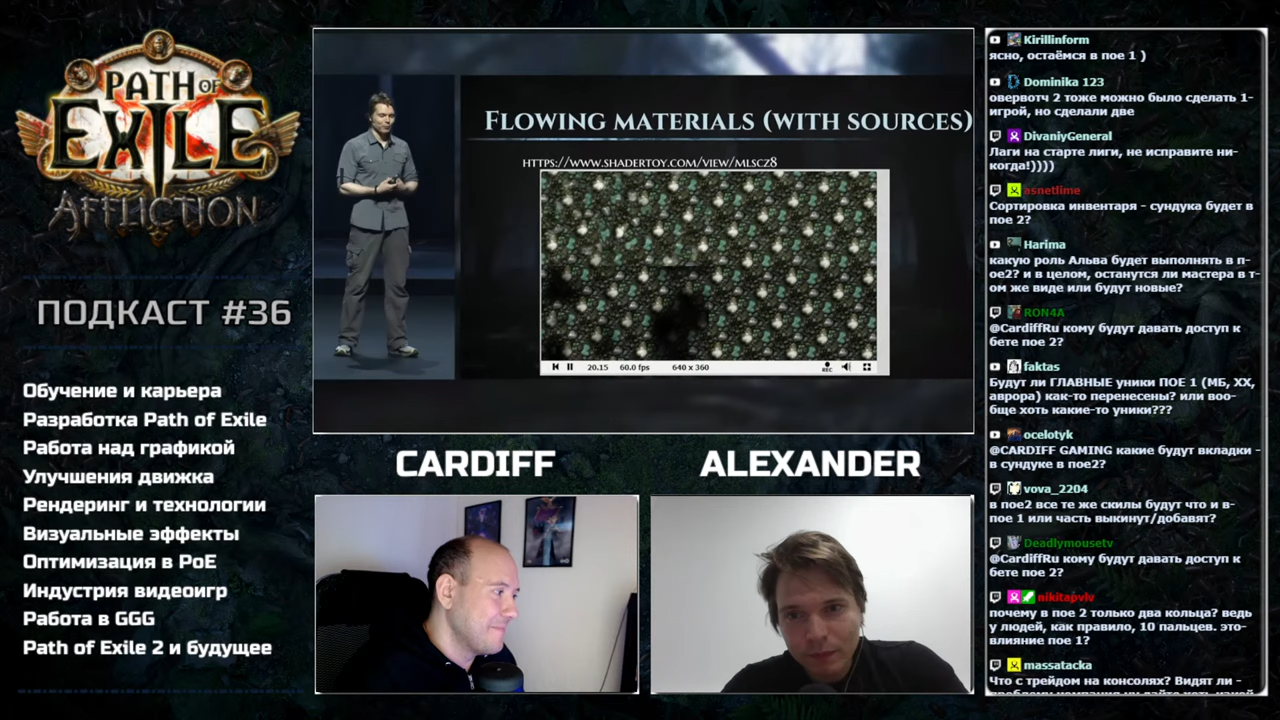 PATH OF
EXILE
AFFLICTION
ПОДКАСТ #36
Обучение и карьера
Разработка Path of Exile
Работа над графикой
Улучшения движка
Рендеринг и технологии
Визуальные эффекты
Оптимизация в PoE
Индустрия видеоигр
Работа в GGG
Path of Exile 2 и будущее
FLOWING MATERIALS (WITH SOURCES)
HTTPS://WWW.SHADERTOY.COM/VIEW/MLSCZ8
20.15 60.0 fps 640 x 360
REC
CARDIFF
ALEXANDER
Kirillinform
ясно, остаёмся в пое 1 )
Dominika 123
овервотч 2 тоже можно было сделать 1-
игрой, но сделали две
DivaniyGeneral
Лаги на старте лиги, не исправите ни-
когда!))))
asnetlime
Сортировка инвентаря - сундука будет в
пое 2?
Harima
какую роль Альва будет выполнять в п-
ое2? и в целом, останутся ли мастера в т-
ом же виде или будут новые?
RON4A
@CardiffRu кому будут давать доступ к
бете пое 2?
faktas
Будут ли ГЛАВНЫЕ уники ПОЕ 1 (МБ, ХХ,
аврора) как-то перенесены? или воо-
бще хоть какие-то уники???
ocelotyk
@CARDIFF GAMING какие будут вкладки -
в сундуке в пое2?
vova_2204
в пое2 все те же скилы будут что и в-
пое 1 или часть выкинут/добавят?
Deadlymousetv
@CardiffRu кому будут давать доступ к
бете пое 2?
nikitapvlv
почему в пое 2 только два кольца? ведь
у людей, как правило, 10 пальцев. это-
влияние пое 1?
massatacka
Что с трейдом на консолях? Видят ли -